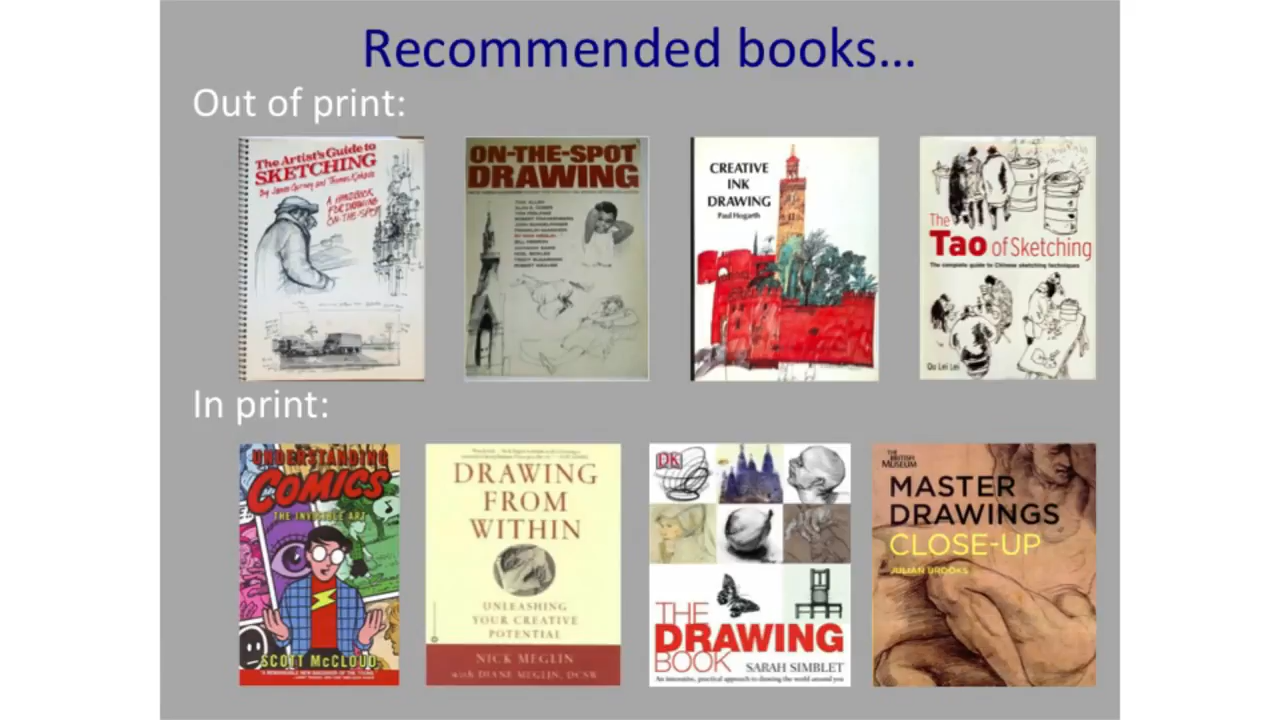 Recommended books...
Out of print:
The Artist's Guide to
SKETCHING
By James Gurney and Thomas Kinkade
A HANDBOOK
FOR DRAWING
ON-THE-SPOT
ON-THE-SPOT
DRAWING
CREATIVE
INK
DRAWING
Paul Hogarth
The
Tao of Sketching
The complete guide to Chinese sketching techniques
Qu Lei Lei
In print:
UNDERSTANDING
COMICS
THE INVISIBLE ART
SCOTT McCLOUD
DRAWING
FROM
WITHIN
UNLEASHING
YOUR CREATIVE
POTENTIAL
NICK MEGLIN
with DIANE MEGLIN, DCSW
DK
THE
DRAWING
BOOK SARAH SIMBLET
An innovative, practical approach to drawing the world around you
THE
BRITISH
MUSEUM
MASTER
DRAWINGS
CLOSE-UP
JULIAN BROOKS